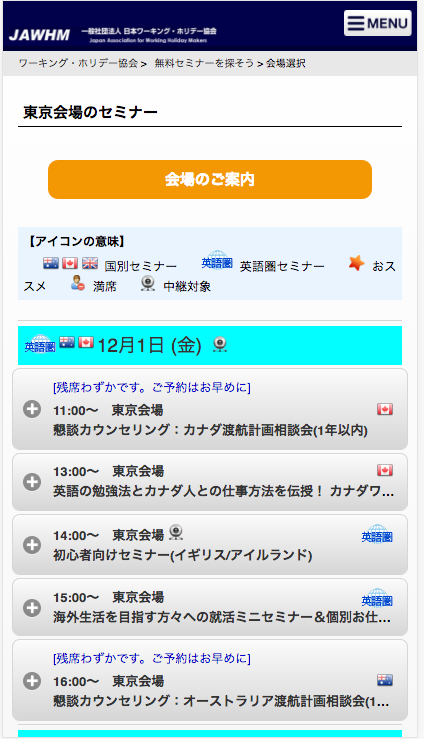 JAWHM 一般社団法人 日本ワーキング・ホリデー協会
Japan Association for Working Holiday Makers
MENU
ワーキング・ホリデー協会 > 無料セミナーを探そう > 会場選択
東京会場のセミナー
会場のご案内
【アイコンの意味】
国別セミナー 英語圏 英語圏セミナー おス
スメ 満席 中継対象
英語圏 12月1日 (金)
[残席わずかです。ご予約はお早めに]
11:00〜 東京会場
懇談カウンセリング：カナダ渡航計画相談会(1年以内)
13:00〜 東京会場
英語の勉強法とカナダ人との仕事方法を伝授！ カナダワ...
14:00〜 東京会場 英語圏
初心者向けセミナー(イギリス/アイルランド)
15:00〜 東京会場 英語圏
海外生活を目指す方々への就活ミニセミナー＆個別お仕...
[残席わずかです。ご予約はお早めに]
16:00〜 東京会場
懇談カウンセリング：オーストラリア渡航計画相談会(1...